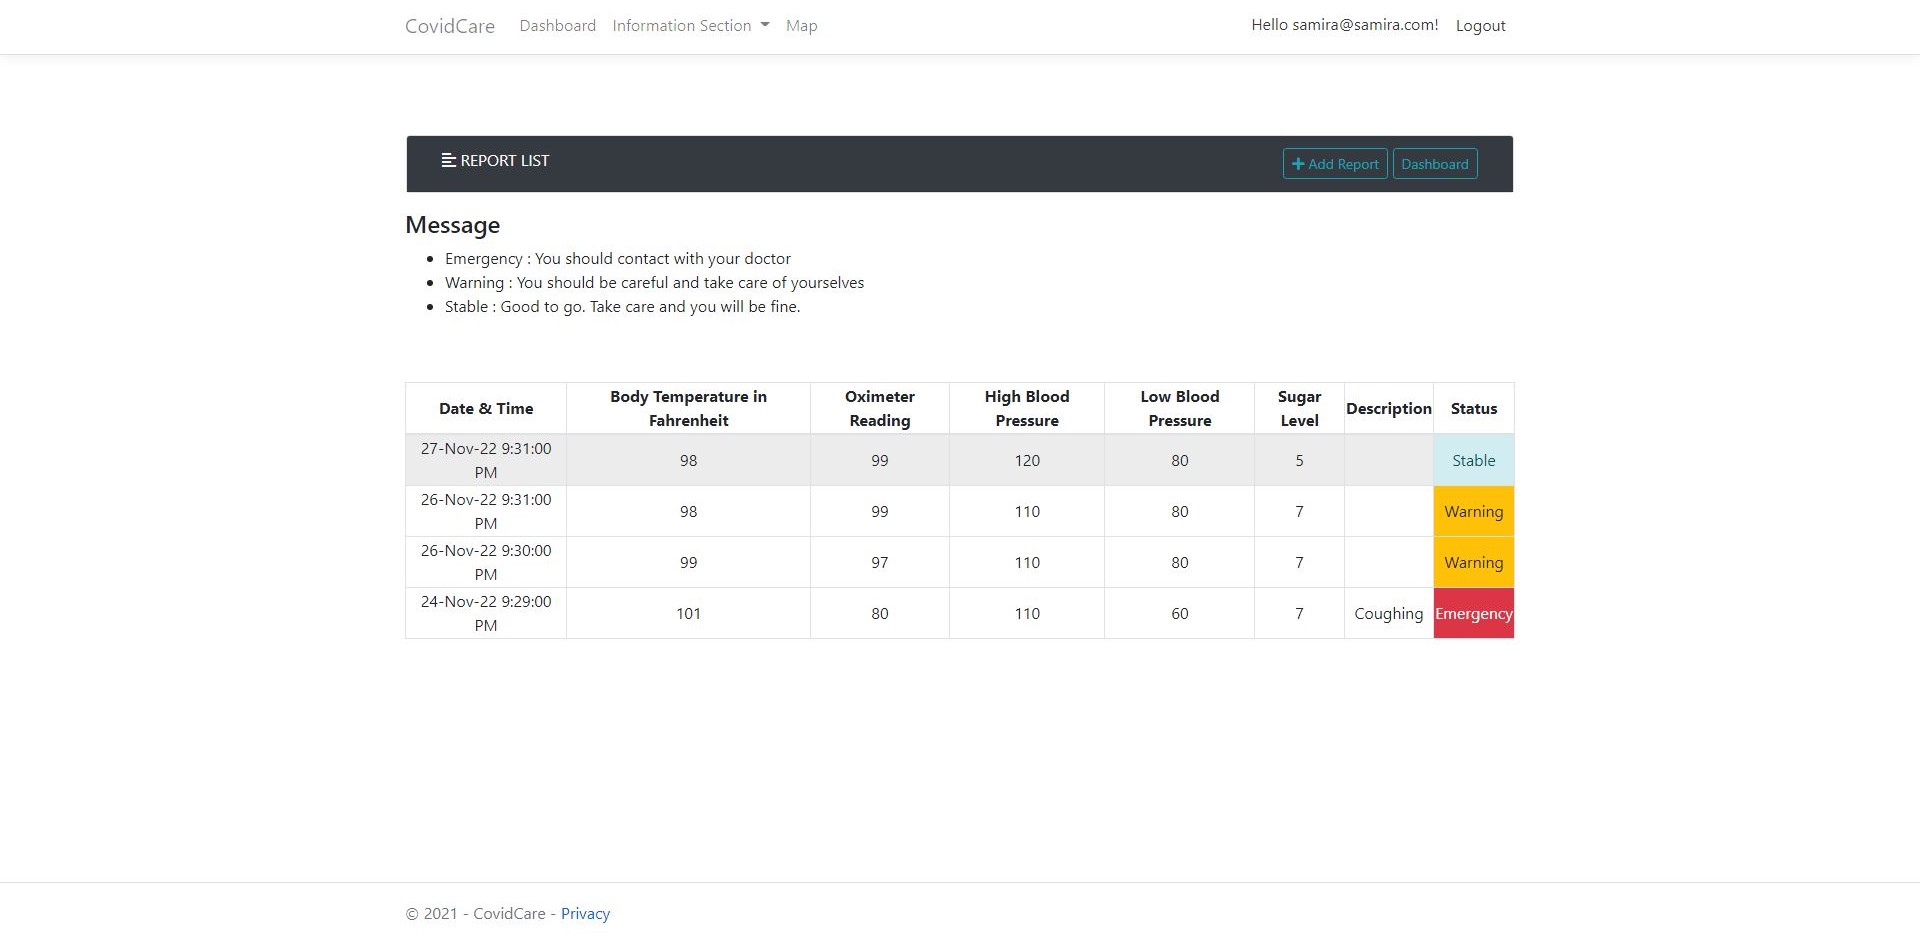 CovidCare Dashboard Information Section Map Hello samira@samira.com! Logout
REPORT LIST Add Report Dashboard
Message
Emergency : You should contact with your doctor
Warning : You should be careful and take care of yourselves
Stable : Good to go. Take care and you will be fine.
Date & Time Body Temperature in Fahrenheit Oximeter Reading High Blood Pressure Low Blood Pressure Sugar Level Description Status
27-Nov-22 9:31:00 PM 98 99 120 80 5 Stable
26-Nov-22 9:31:00 PM 98 99 110 80 7 Warning
26-Nov-22 9:30:00 PM 99 97 110 80 7 Warning
24-Nov-22 9:29:00 PM 101 80 110 60 7 Coughing Emergency
© 2021 - CovidCare - Privacy